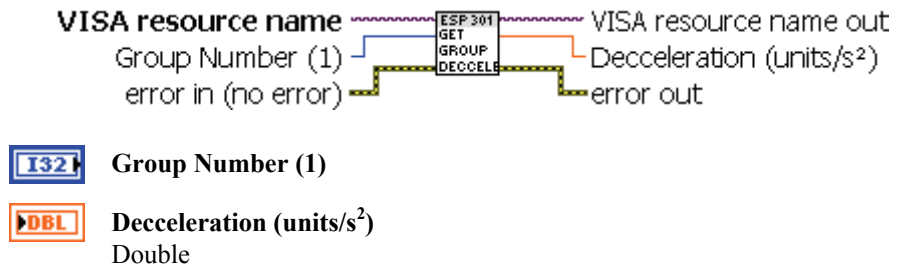 VISA resource name
ESP 301
GET
GROUP
DECCELE
VISA resource name out
Group Number (1)
Decceleration (units/s²)
error in (no error)
error out
I32
Group Number (1)
DBL
Decceleration (units/s²)
Double